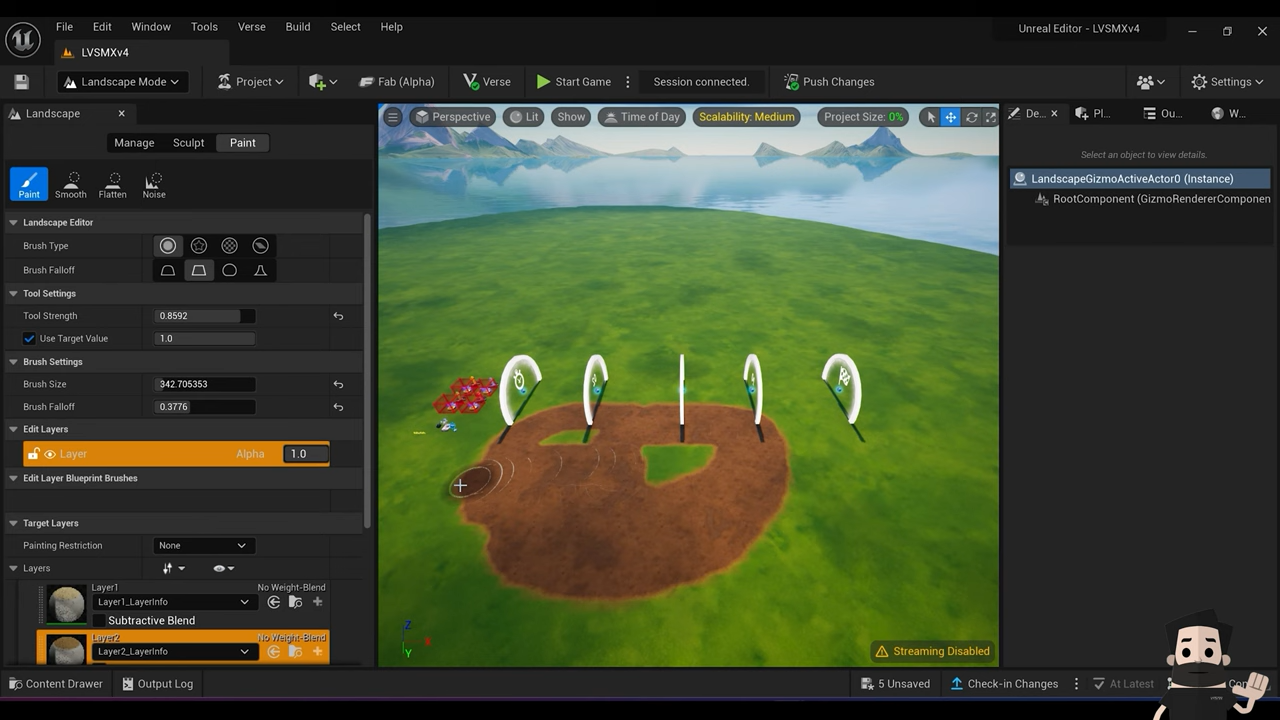 File Edit Window Tools Verse Build Select Help
Unreal Editor - LVSMXv4
LVSMXv4
Landscape Mode Project Fab (Alpha) Verse Start Game Session connected. Push Changes Settings
Landscape
Manage Sculpt Paint
Paint Smooth Flatten Noise
Landscape Editor
Brush Type
Brush Falloff
Tool Settings
Tool Strength 0.8592
Use Target Value 1.0
Brush Settings
Brush Size 342.705353
Brush Falloff 0.3776
Edit Layers
Layer Alpha 1.0
Edit Layer Blueprint Brushes
Target Layers
Painting Restriction None
Layers
Layer1 No Weight-Blend
Layer1_LayerInfo
Subtractive Blend
Layer2 No Weight-Blend
Layer2_LayerInfo
Perspective Lit Show Time of Day Scalability: Medium Project Size: 0%
Z
X
Y
Streaming Disabled
De... Pl... Ou... W...
Select an object to view details.
LandscapeGizmoActiveActor0 (Instance)
RootComponent (GizmoRendererComponen
Content Drawer Output Log 5 Unsaved Check-in Changes At Latest